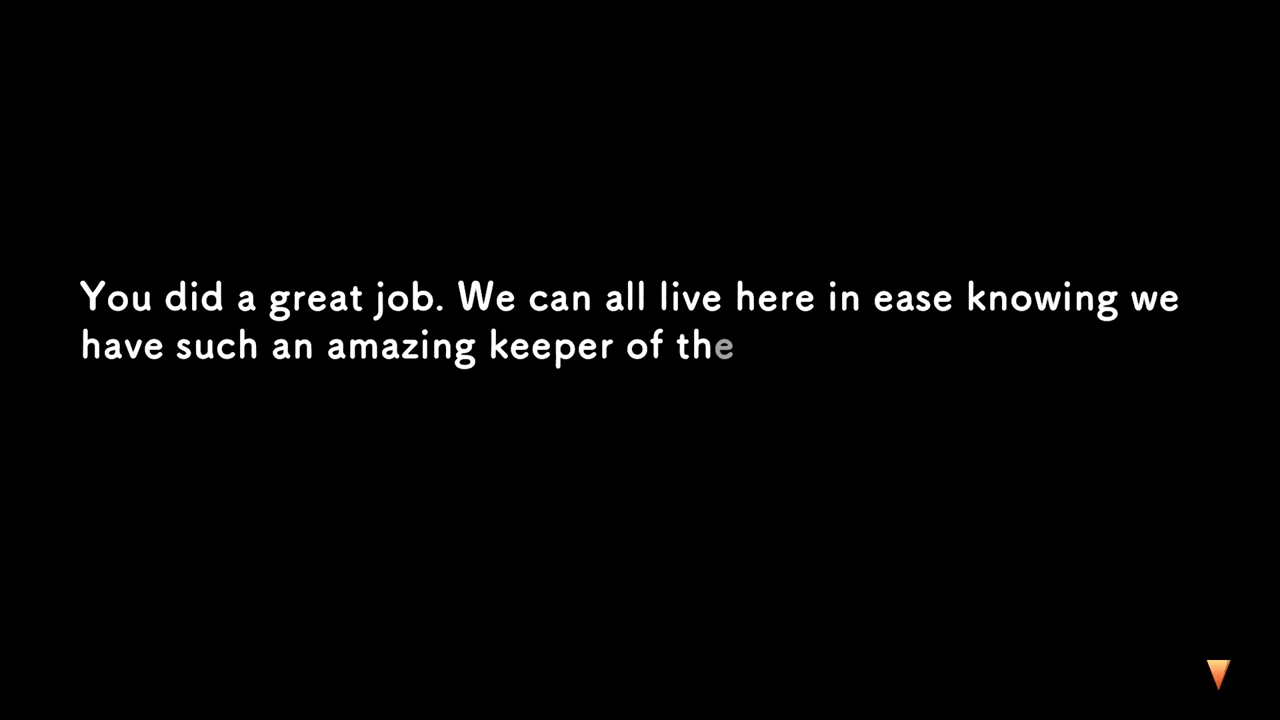 You did a great job. We can all live here in ease knowing we
have such an amazing keeper of the